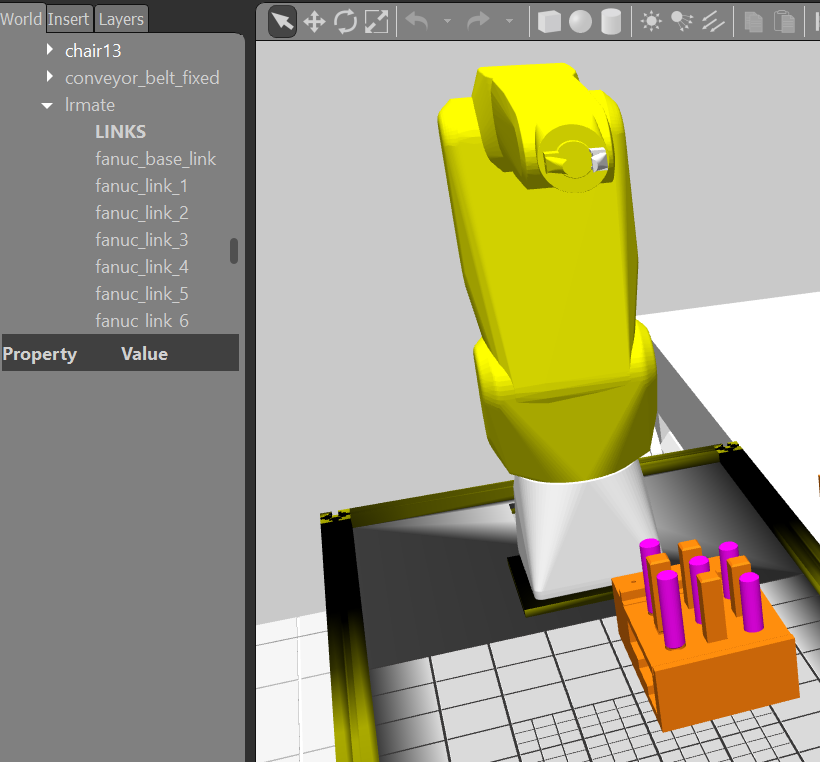 World Insert Layers
chair13
conveyor_belt_fixed
lrmate
LINKS
fanuc_base_link
fanuc_link_1
fanuc_link_2
fanuc_link_3
fanuc_link_4
fanuc_link_5
fanuc_link_6
Property Value